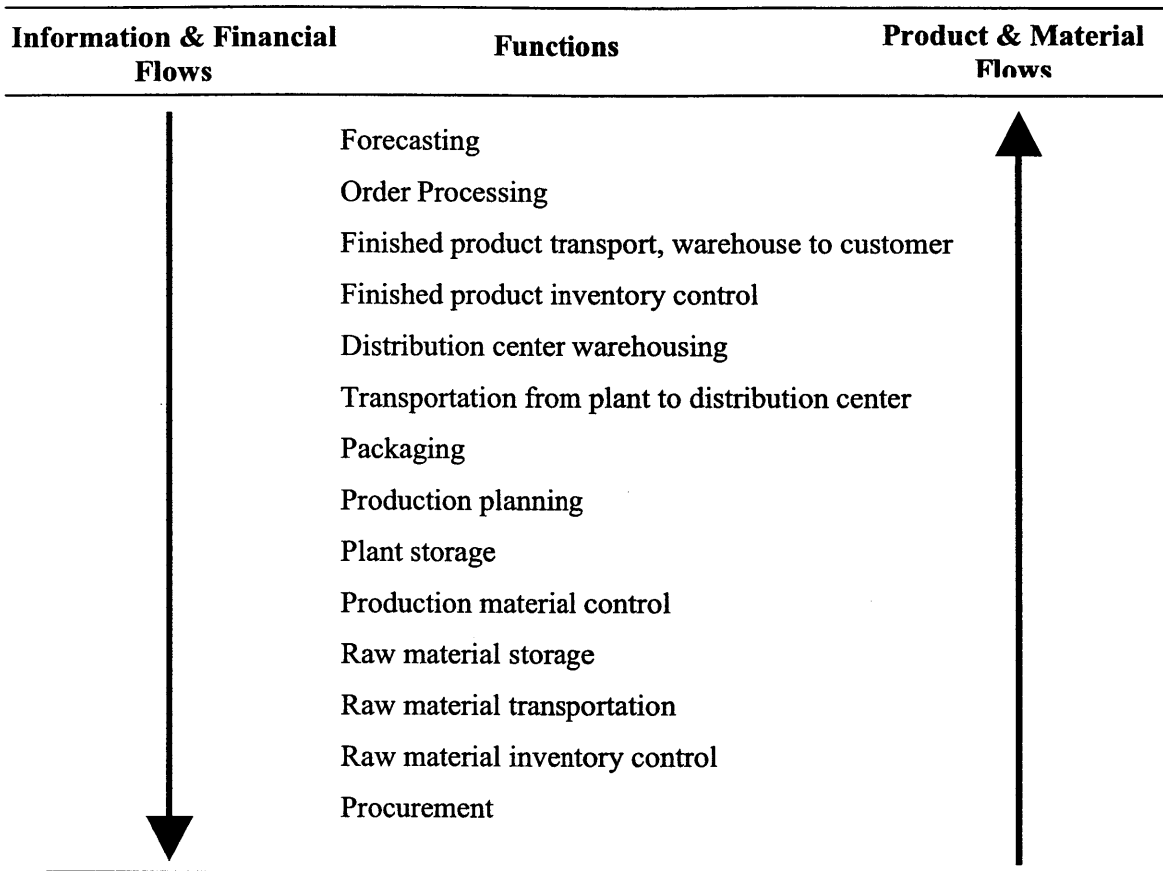 Information & Financial
Flows
Functions
Product & Material
Flows
Forecasting
Order Processing
Finished product transport, warehouse to customer
Finished product inventory control
Distribution center warehousing
Transportation from plant to distribution center
Packaging
Production planning
Plant storage
Production material control
Raw material storage
Raw material transportation
Raw material inventory control
Procurement